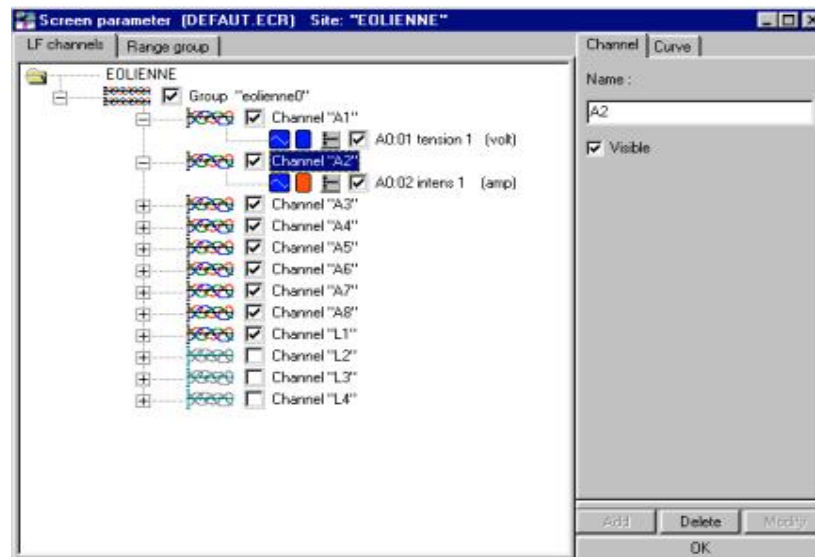 Screen parameter (DEFAUT.ECR) Site: "EOLIENNE"
LF channels Range group
EOLIENNE
Group "eolienne0"
Channel "A1"
A0:01 tension 1 (volt)
Channel "A2"
A0:02 intens 1 (amp)
Channel "A3"
Channel "A4"
Channel "A5"
Channel "A6"
Channel "A7"
Channel "A8"
Channel "L1"
Channel "L2"
Channel "L3"
Channel "L4"
Channel Curve
Name :
A2
Visible
Add Delete Modify
OK